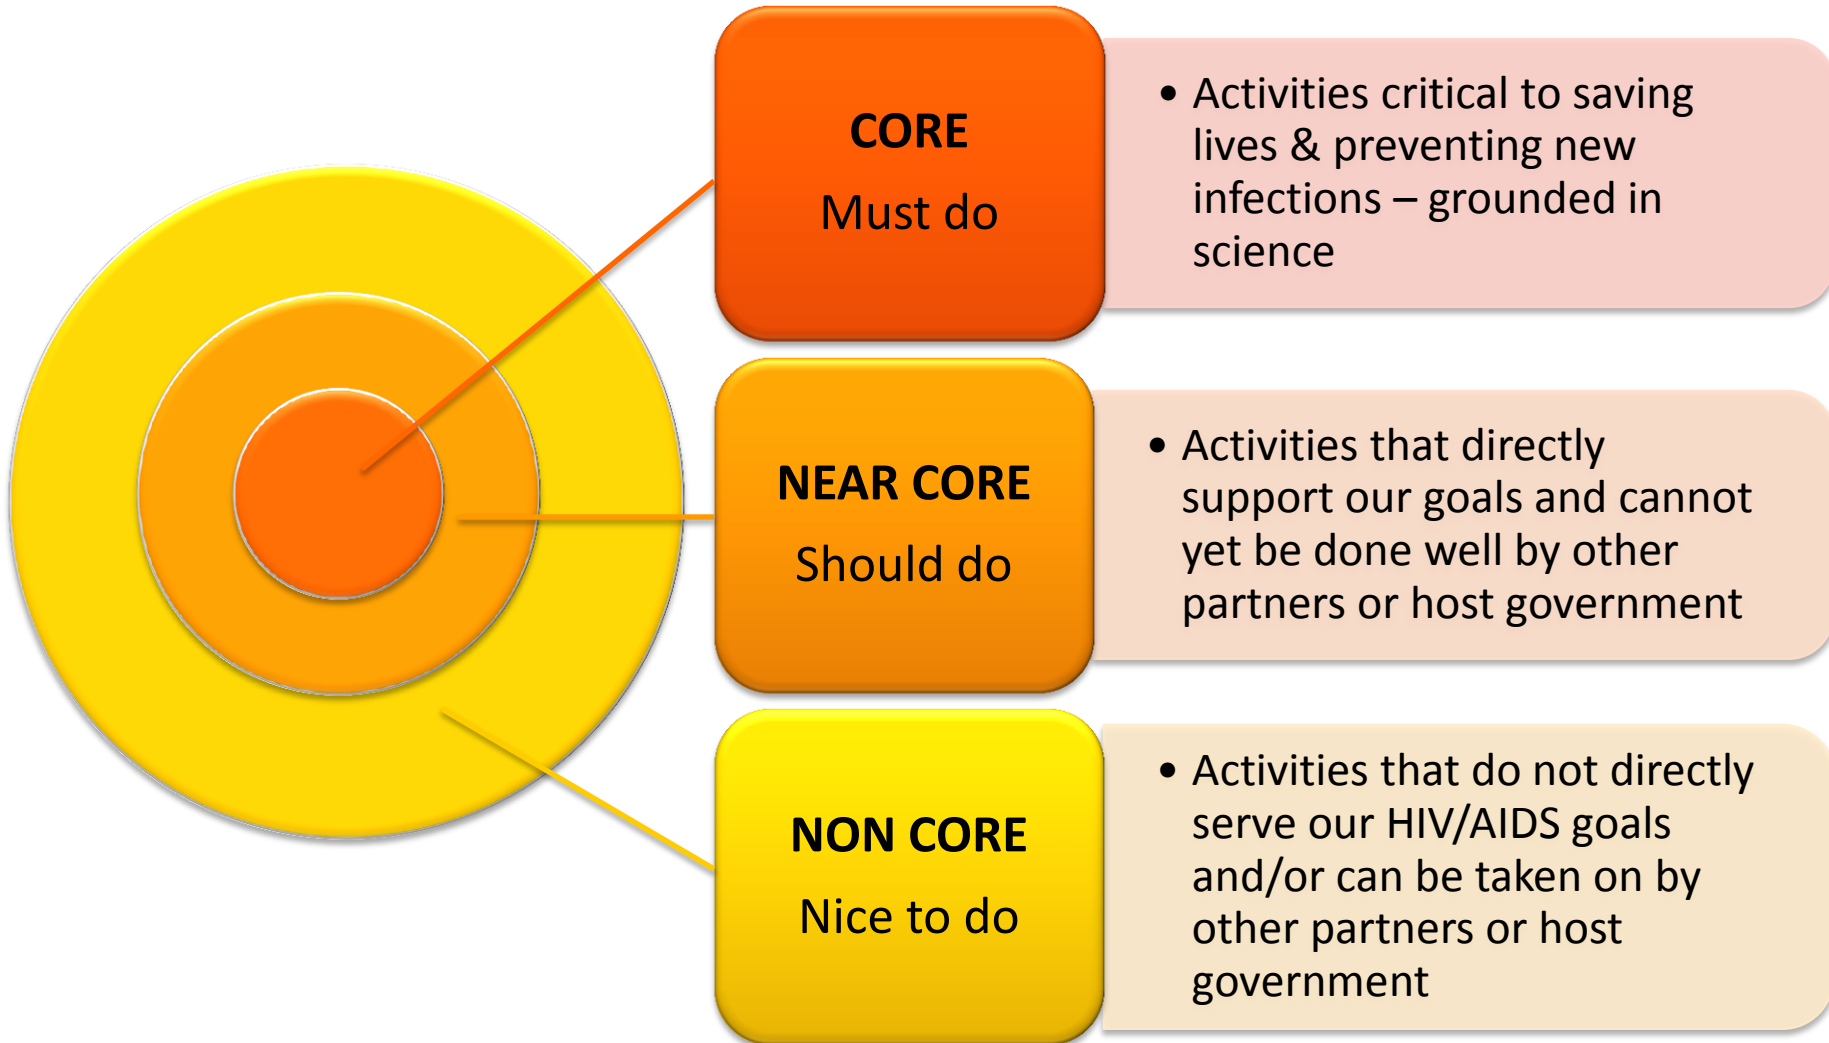 CORE
Must do
• Activities critical to saving
lives & preventing new
infections – grounded in
science
NEAR CORE
Should do
• Activities that directly
support our goals and cannot
yet be done well by other
partners or host government
NON CORE
Nice to do
• Activities that do not directly
serve our HIV/AIDS goals
and/or can be taken on by
other partners or host
government